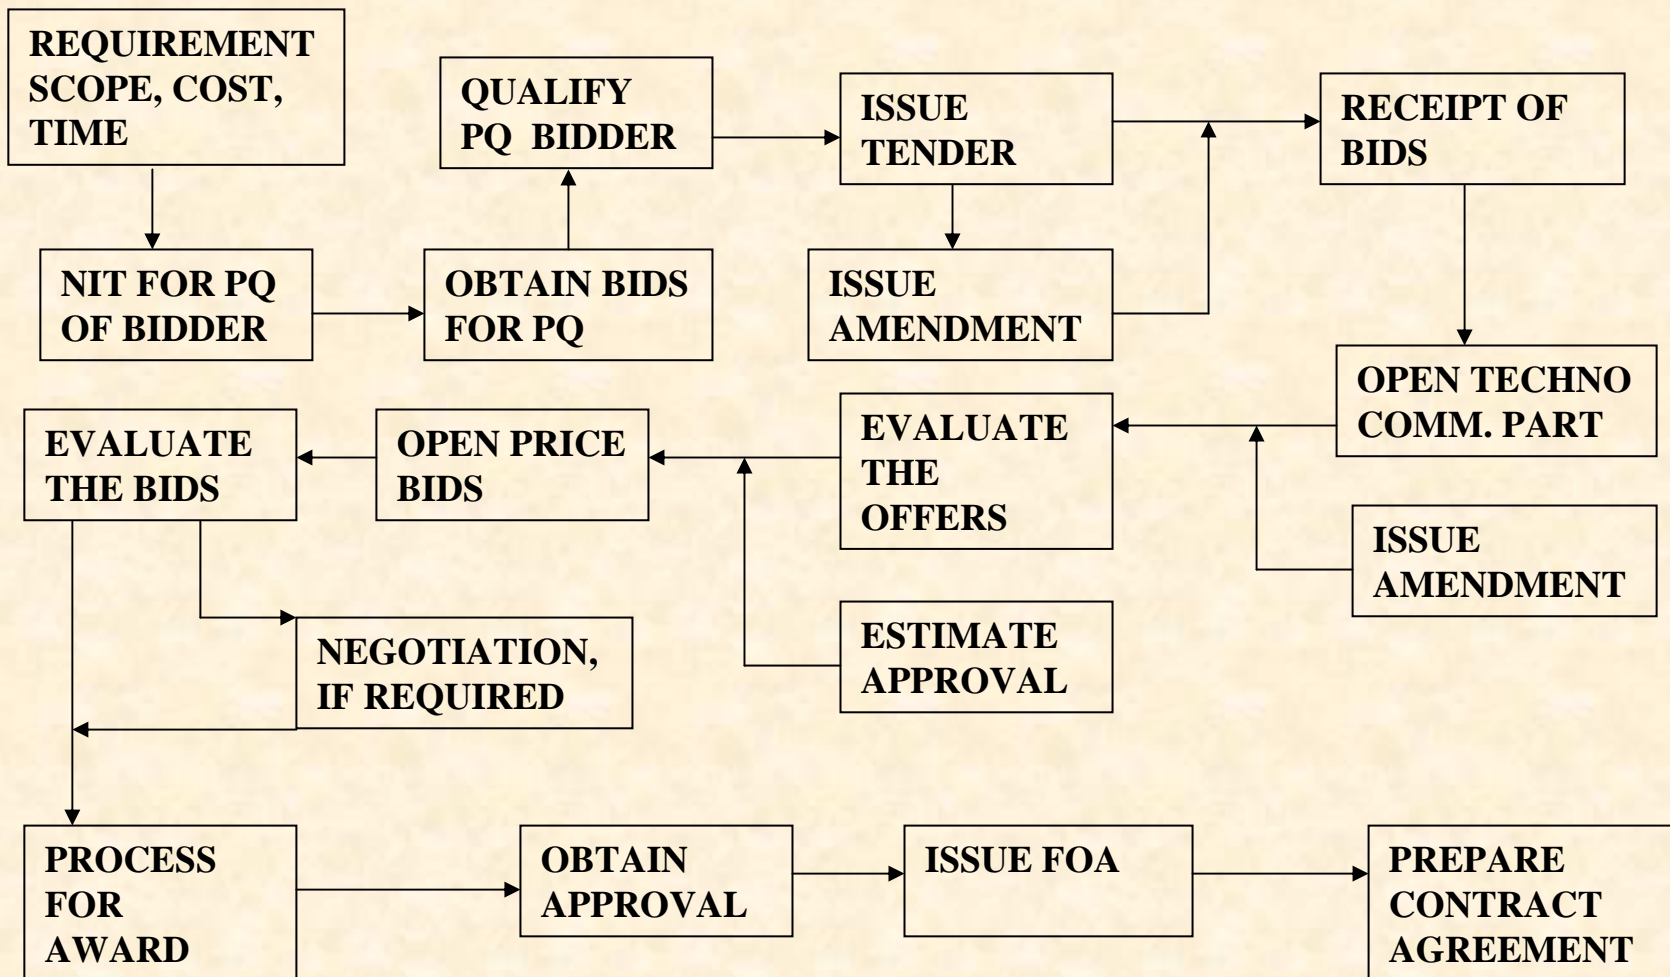 REQUIREMENT
SCOPE, COST,
TIME
QUALIFY
PQ BIDDER
ISSUE
TENDER
RECEIPT OF
BIDS
NIT FOR PQ
OF BIDDER
OBTAIN BIDS
FOR PQ
ISSUE
AMENDMENT
OPEN TECHNO
COMM. PART
EVALUATE
THE BIDS
OPEN PRICE
BIDS
EVALUATE
THE
OFFERS
ISSUE
AMENDMENT
NEGOTIATION,
IF REQUIRED
ESTIMATE
APPROVAL
PROCESS
FOR
AWARD
OBTAIN
APPROVAL
ISSUE FOA
PREPARE
CONTRACT
AGREEMENT